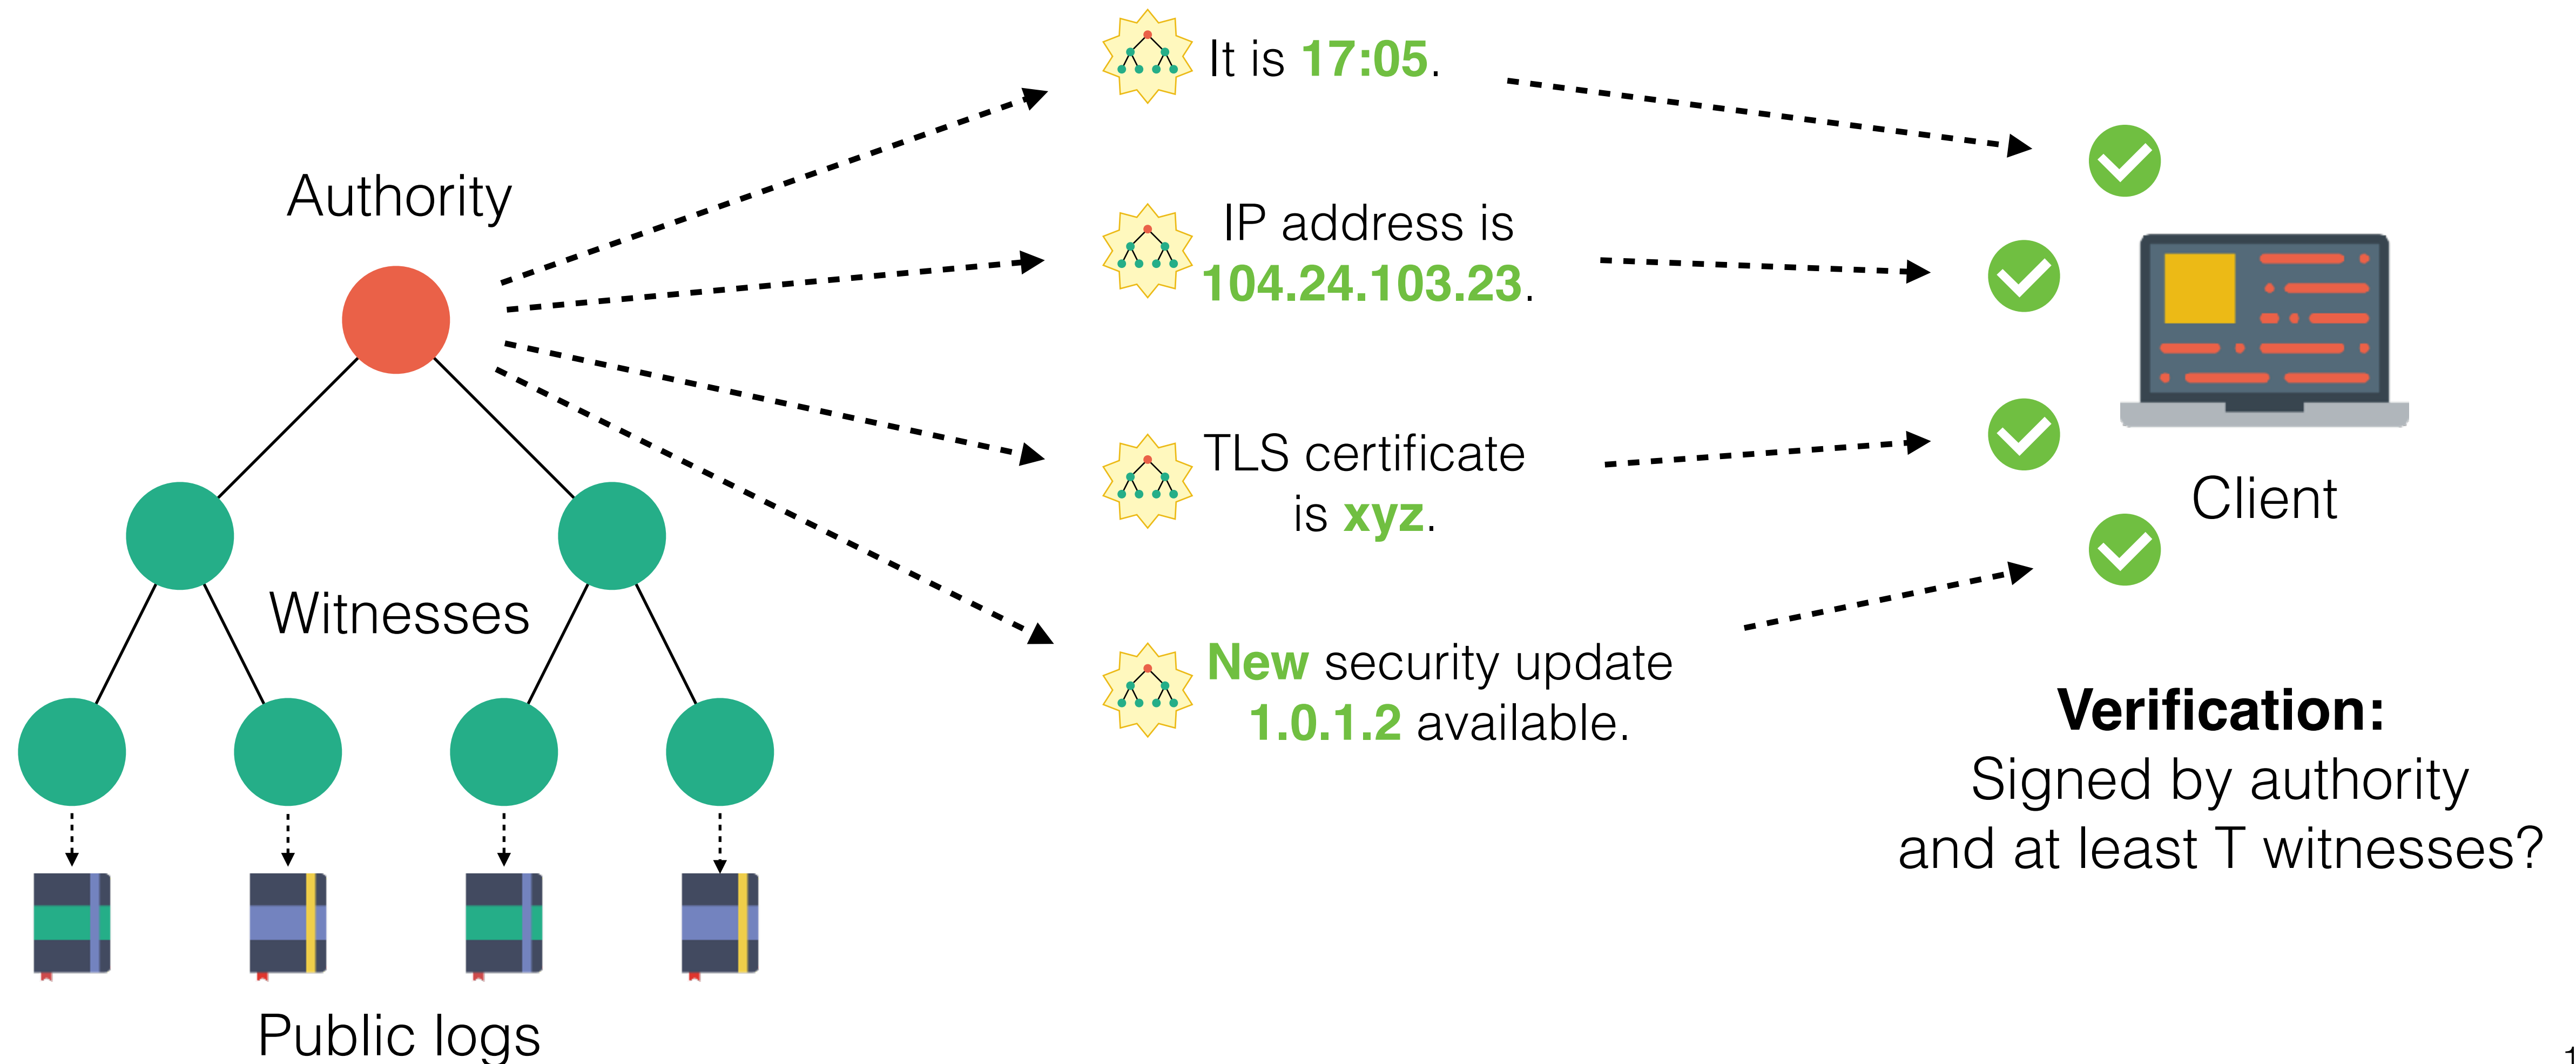 Authority
Witnesses
Public logs
It is 17:05.
IP address is
104.24.103.23.
TLS certificate
is xyz.
New security update
1.0.1.2 available.
Client
Verification:
Signed by authority
and at least T witnesses?